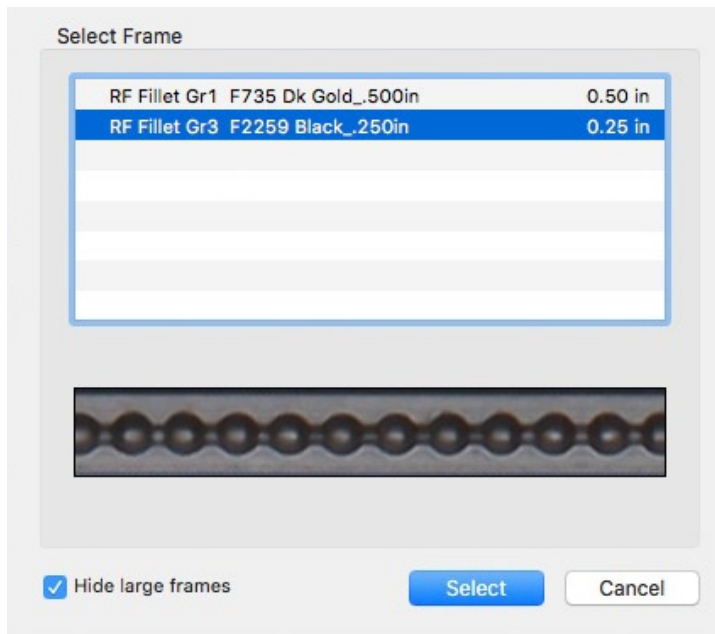 Select Frame
RF Fillet Gr1 F735 Dk Gold_.500in 0.50 in
RF Fillet Gr3 F2259 Black_.250in 0.25 in
Hide large frames Select Cancel